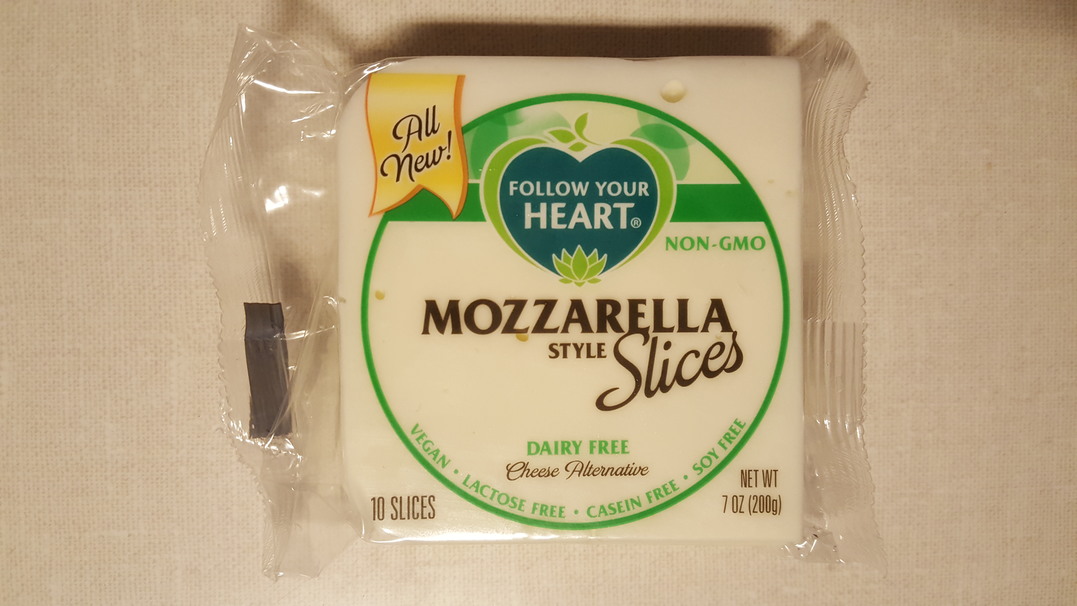 All
New!
FOLLOW YOUR
HEART®
NON-GMO
MOZZARELLA
STYLE Slices
DAIRY FREE
Cheese Alternative
VEGAN • LACTOSE FREE • CASEIN FREE • SOY FREE
10 SLICES
NET WT
7 OZ (200g)